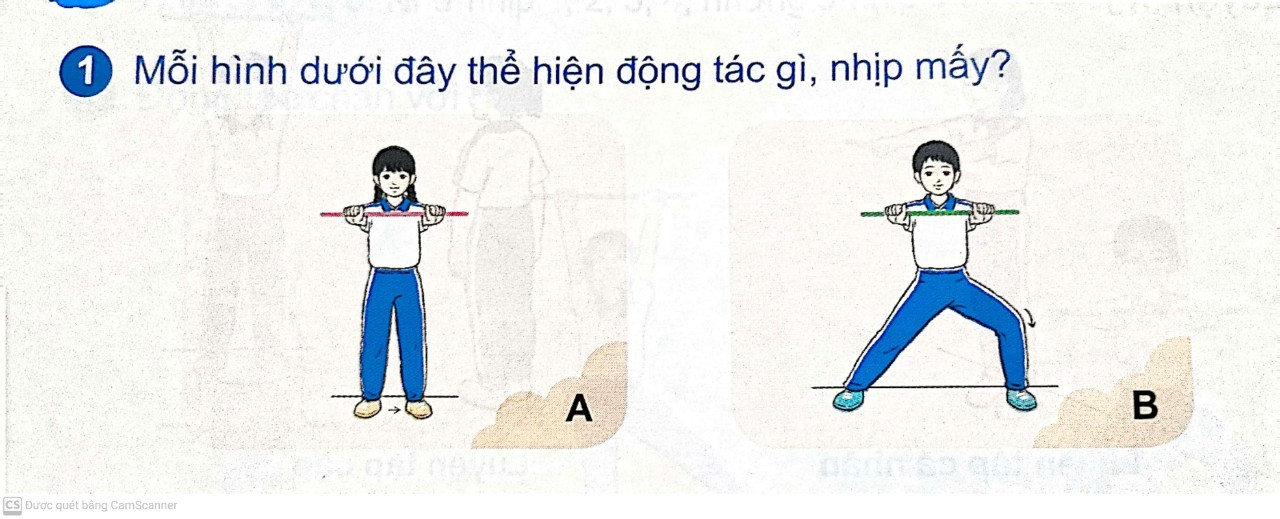 1 Mỗi hình dưới đây thể hiện động tác gì, nhịp mấy?
A
B
CS Được quét bằng CamScanner